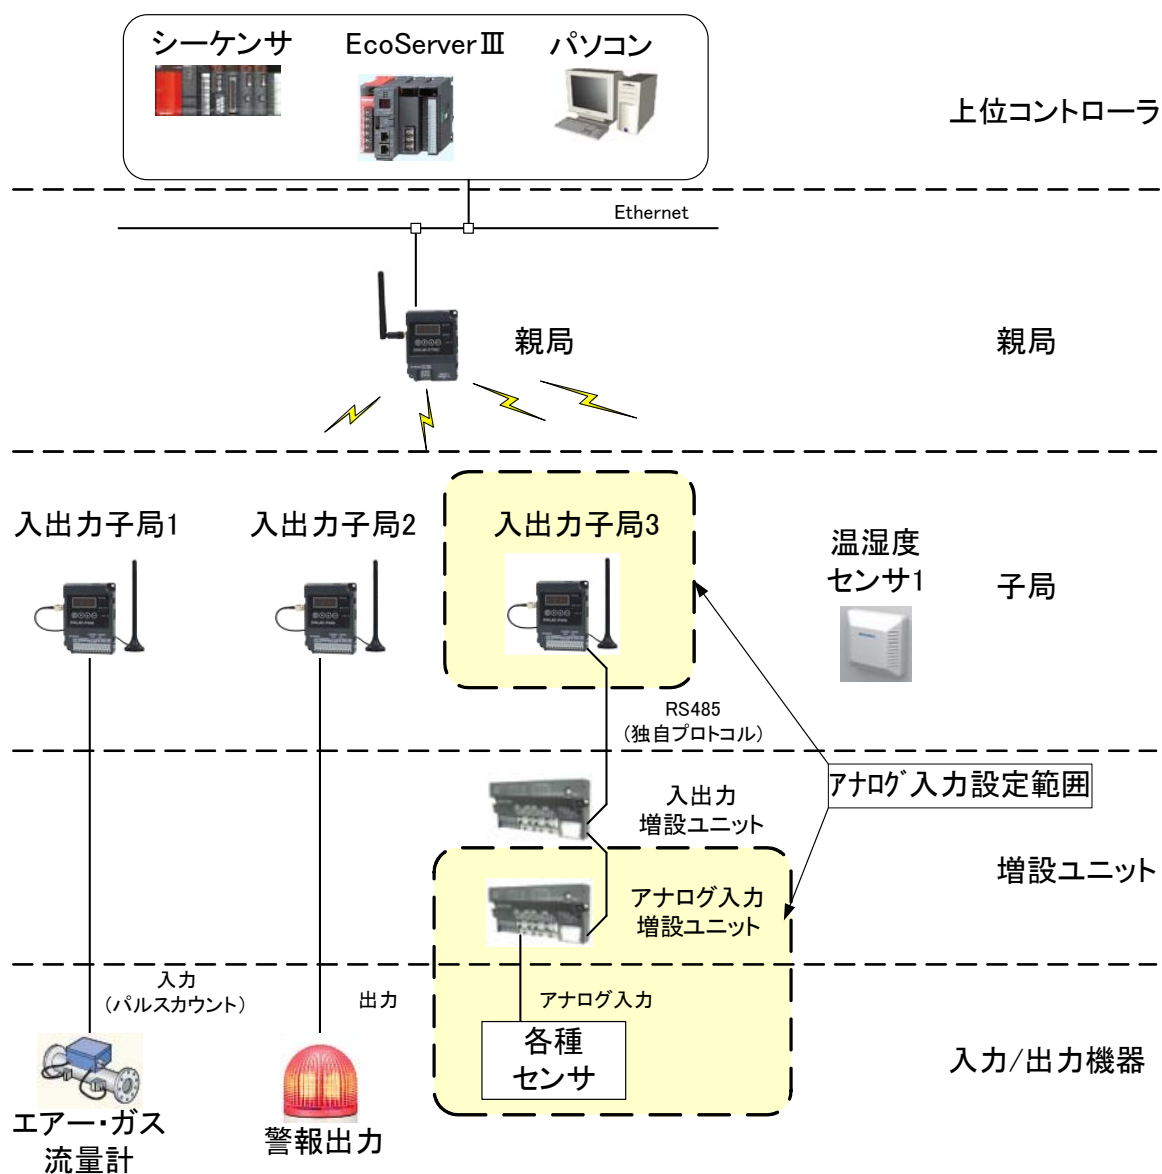 シーケンサ
EcoServerⅢ
パソコン
上位コントローラ
Ethernet
親局
親局
入出力子局1
入出力子局2
入出力子局3
温湿度
センサ1
子局
RS485
(独自プロトコル)
アナログ入力設定範囲
入出力
増設ユニット
増設ユニット
アナログ入力
増設ユニット
入力
(パルスカウント)
出力
アナログ入力
各種
センサ
入力/出力機器
エアー・ガス
流量計
警報出力